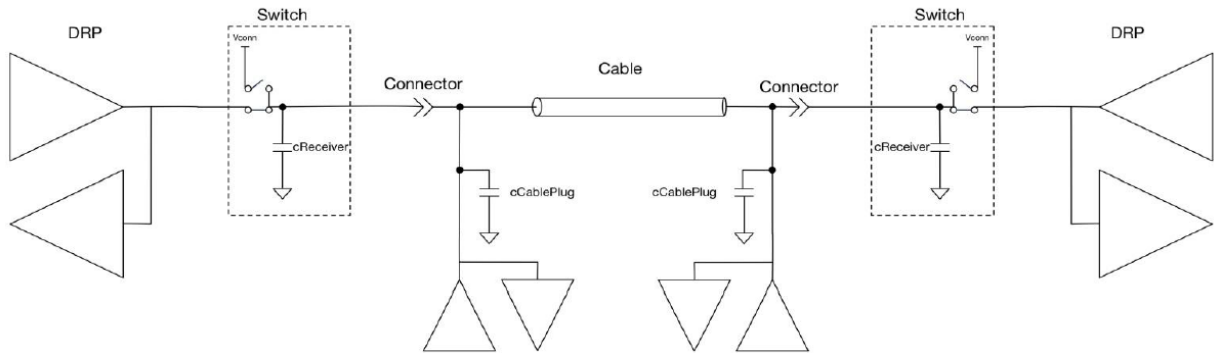 Switch
Switch
DRP
DRP
Vconn
Vconn
Cable
Connector
Connector
cReceiver
cReceiver
cCablePlug
cCablePlug